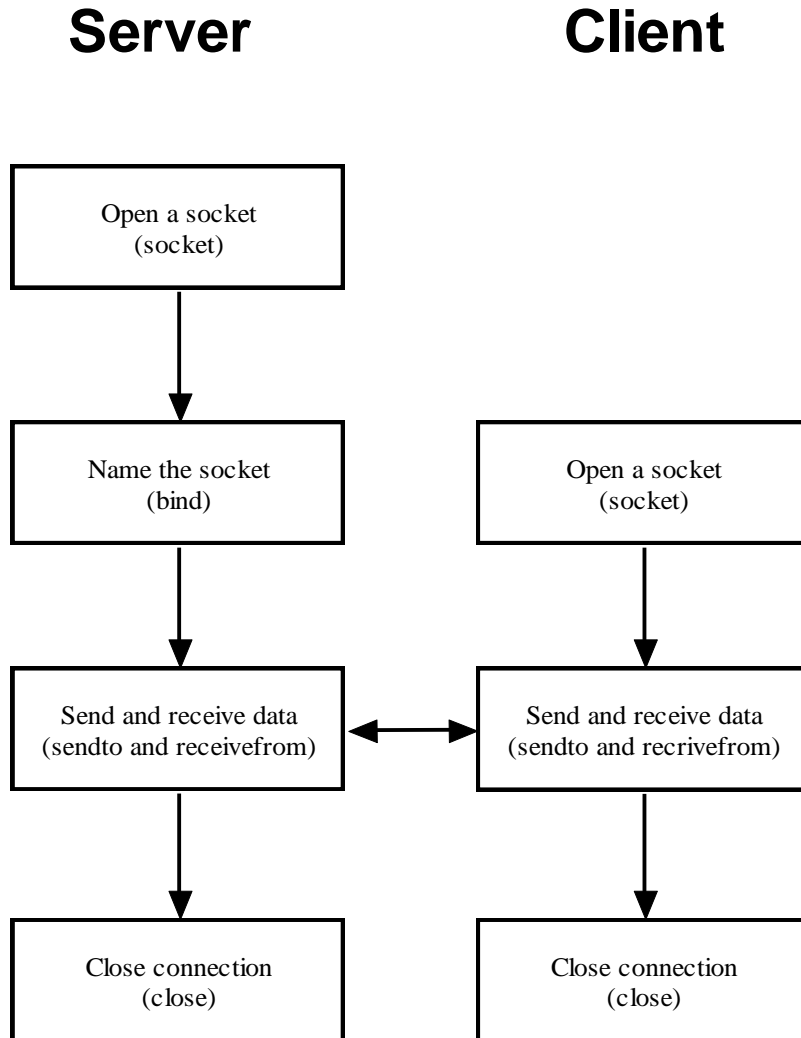 Server
Client
Open a socket
(socket)
Name the socket
(bind)
Open a socket
(socket)
Send and receive data
(sendto and receivefrom)
Send and receive data
(sendto and recrivefrom)
Close connection
(close)
Close connection
(close)